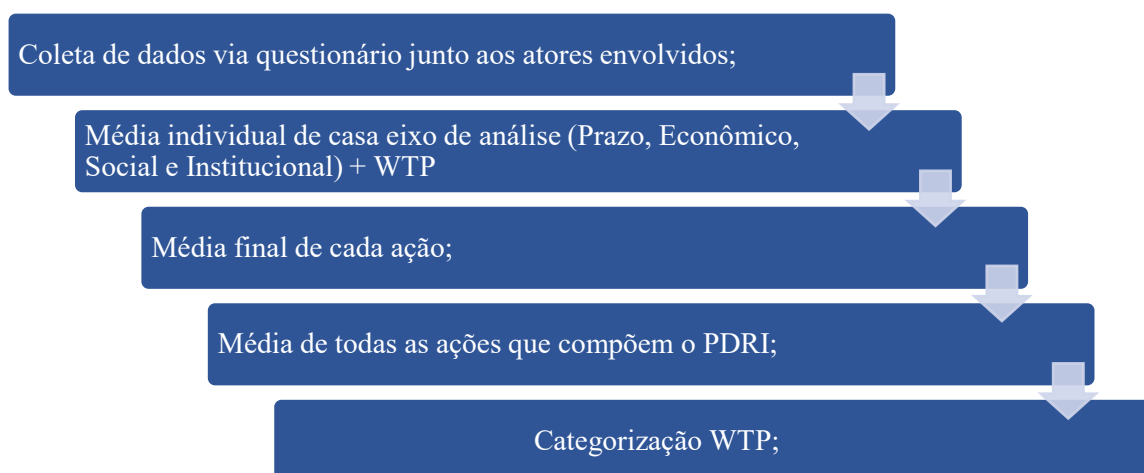 Coleta de dados via questionário junto aos atores envolvidos;
Média individual de casa eixo de análise (Prazo, Econômico,
Social e Institucional) + WTP
Média final de cada ação;
Média de todas as ações que compõem o PDRI;
Categorização WTP;